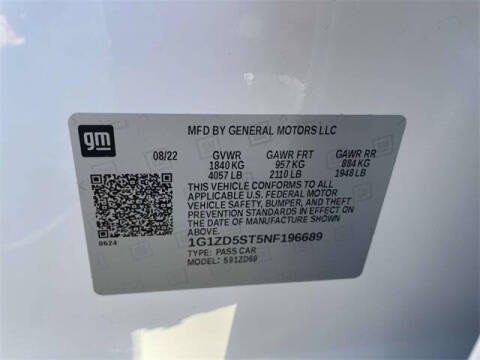 gm
MFD BY GENERAL MOTORS LLC
08/22 GVWR GAWR FRT GAWR RR
1840 KG 957 KG 884 KG
4057 LB 2110 LB 1948 LB
THIS VEHICLE CONFORMS TO ALL
APPLICABLE U.S. FEDERAL MOTOR
VEHICLE SAFETY, BUMPER, AND THEFT
PREVENTION STANDARDS IN EFFECT ON
THE DATE OF MANUFACTURE
SHOWN ABOVE.
8624
1G1ZD5ST5NF196689
TYPE: PASS CAR
MODEL: 591ZD69